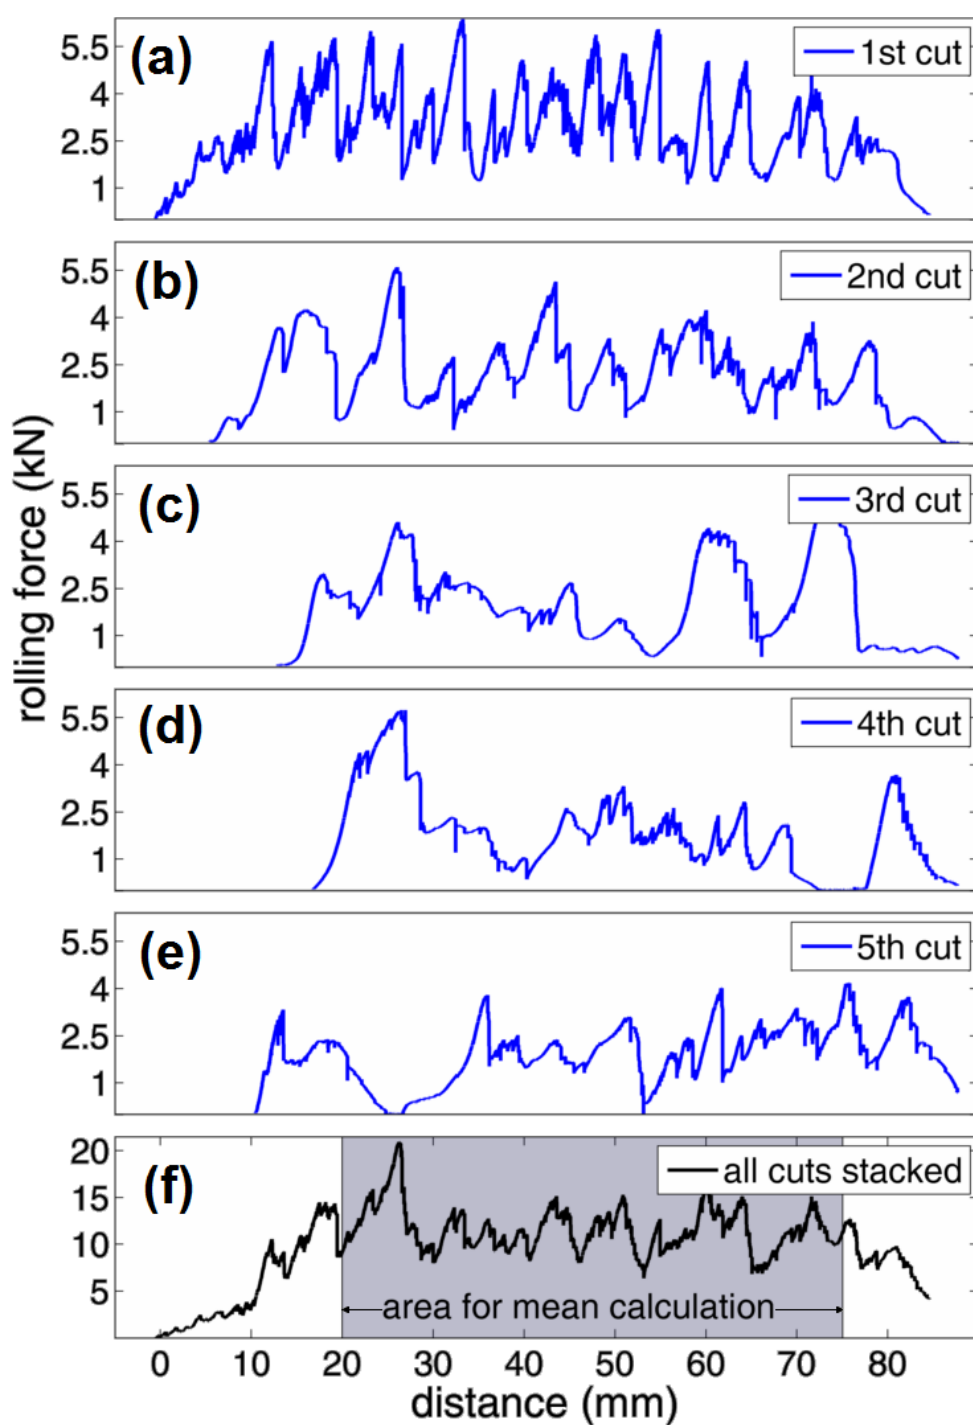 rolling force (kN)
(a)
1st cut
5.5
4
2.5
1
(b)
2nd cut
5.5
4
2.5
1
(c)
3rd cut
5.5
4
2.5
1
(d)
4th cut
5.5
4
2.5
1
(e)
5th cut
5.5
4
2.5
1
(f)
all cuts stacked
20
15
10
5
area for mean calculation
0 10 20 30 40 50 60 70 80
distance (mm)